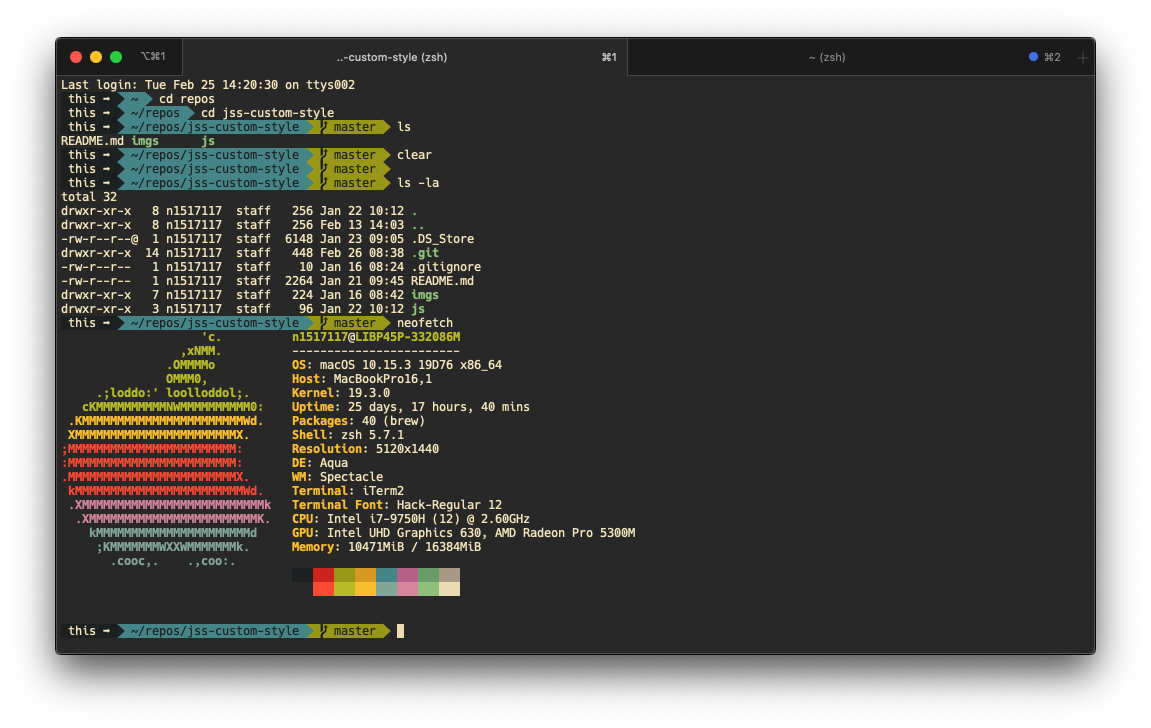 ⌥⌘1 ..-custom-style (zsh) ⌘1 ~ (zsh) ⌘2 +
Last login: Tue Feb 25 14:20:30 on ttys002
this → ~ cd repos
this → ~/repos cd jss-custom-style
this → ~/repos/jss-custom-style master ls
README.md imgs js
this → ~/repos/jss-custom-style master clear
this → ~/repos/jss-custom-style master
this → ~/repos/jss-custom-style master ls -la
total 32
drwxr-xr-x 8 n1517117 staff 256 Jan 22 10:12 .
drwxr-xr-x 8 n1517117 staff 256 Feb 13 14:03 ..
-rw-r--r--@ 1 n1517117 staff 6148 Jan 23 09:05 .DS_Store
drwxr-xr-x 14 n1517117 staff 448 Feb 26 08:38 .git
-rw-r--r-- 1 n1517117 staff 10 Jan 16 08:24 .gitignore
-rw-r--r-- 1 n1517117 staff 2264 Jan 21 09:45 README.md
drwxr-xr-x 7 n1517117 staff 224 Jan 16 08:42 imgs
drwxr-xr-x 3 n1517117 staff 96 Jan 22 10:12 js
this → ~/repos/jss-custom-style master neofetch
'c. n1517117@LIBP45P-332086M
,xNMM. ------------------------
.OMMMMo OS: macOS 10.15.3 19D76 x86_64
OMMM0, Host: MacBookPro16,1
.;loddo:' loolloddol;. Kernel: 19.3.0
cKMMMMMMMMMMNWMMMMMMMMMM0: Uptime: 25 days, 17 hours, 40 mins
.KMMMMMMMMMMMMMMMMMMMMMMMWd. Packages: 40 (brew)
XMMMMMMMMMMMMMMMMMMMMMMMX. Shell: zsh 5.7.1
;MMMMMMMMMMMMMMMMMMMMMMMM: Resolution: 5120x1440
:MMMMMMMMMMMMMMMMMMMMMMMM: DE: Aqua
.MMMMMMMMMMMMMMMMMMMMMMMMX. WM: Spectacle
kMMMMMMMMMMMMMMMMMMMMMMMMWd. Terminal: iTerm2
.XMMMMMMMMMMMMMMMMMMMMMMMMMMk Terminal Font: Hack-Regular 12
.XMMMMMMMMMMMMMMMMMMMMMMMMK. CPU: Intel i7-9750H (12) @ 2.60GHz
kMMMMMMMMMMMMMMMMMMMMMMd GPU: Intel UHD Graphics 630, AMD Radeon Pro 5300M
;KMMMMMMMWXXWMMMMMMMk. Memory: 10471MiB / 16384MiB
.cooc,. .,coo:.
this → ~/repos/jss-custom-style master